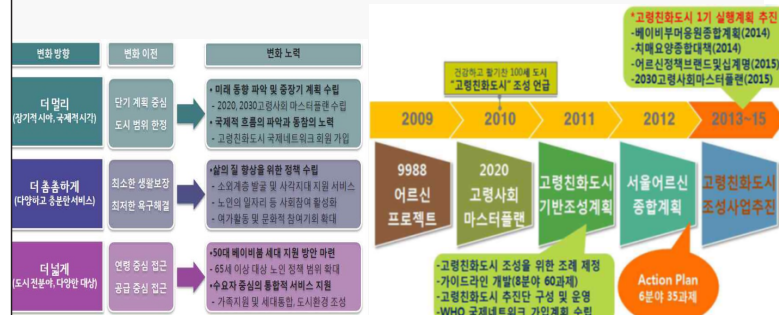 변화 방향
변화 이전
변화 노력
더 멀리
(장기적 시야, 국제적시각)
단기 계획 중심
도시 범위 한정
• 미래 동향 파악 및 중장기 계획 수립
- 2020, 2030고령사회 마스터플랜 수립
• 국제적 흐름의 파악과 동참의 노력
- 고령친화도시 국제네트워크 회원 가입
더 촘촘하게
(다양하고 충분한서비스)
최소한 생활보장
최저한 욕구해결
•삶의 질 향상을 위한 정책 수립
- 소외계층 발굴 및 사각지대 지원 서비스
- 노인의 일자리 등 사회참여 활성화
- 여가활동 및 문화적 참여기회 확대
더 넓게
(도시 전분야, 다양한 대상)
연령 중심 접근
공급 중심 접근
•50대 베이비붐 세대 지원 방안 마련
- 65세 이상 대상 노인 정책 범위 확대
•수요자 중심의 통합적 서비스 지원
- 가족지원 및 세대통합, 도시환경 조성
*고령친화도시 1기 실행계획 추진
-베이비부머응원종합계획(2014)
-치매요양종합대책(2014)
-어르신정책브랜드및십계명(2015)
-2030고령사회마스터플랜(2015)
건강하고 활기찬 100세 도시
"고령친화도시" 조성 언급
2009
2010
2011
2012
2013~15
9988
어르신
프로젝트
2020
고령사회
마스터플랜
고령친화도시
기반조성계획
서울어르신
종합계획
고령친화도시
조성사업추진
-고령친화도시 조성을 위한 조례 제정
-가이드라인 개발(8분야 60과제)
-고령친화도시 추진단 구성 및 운영
-WHO 국제네트워크 가입계획 수립
Action Plan
6분야 35과제